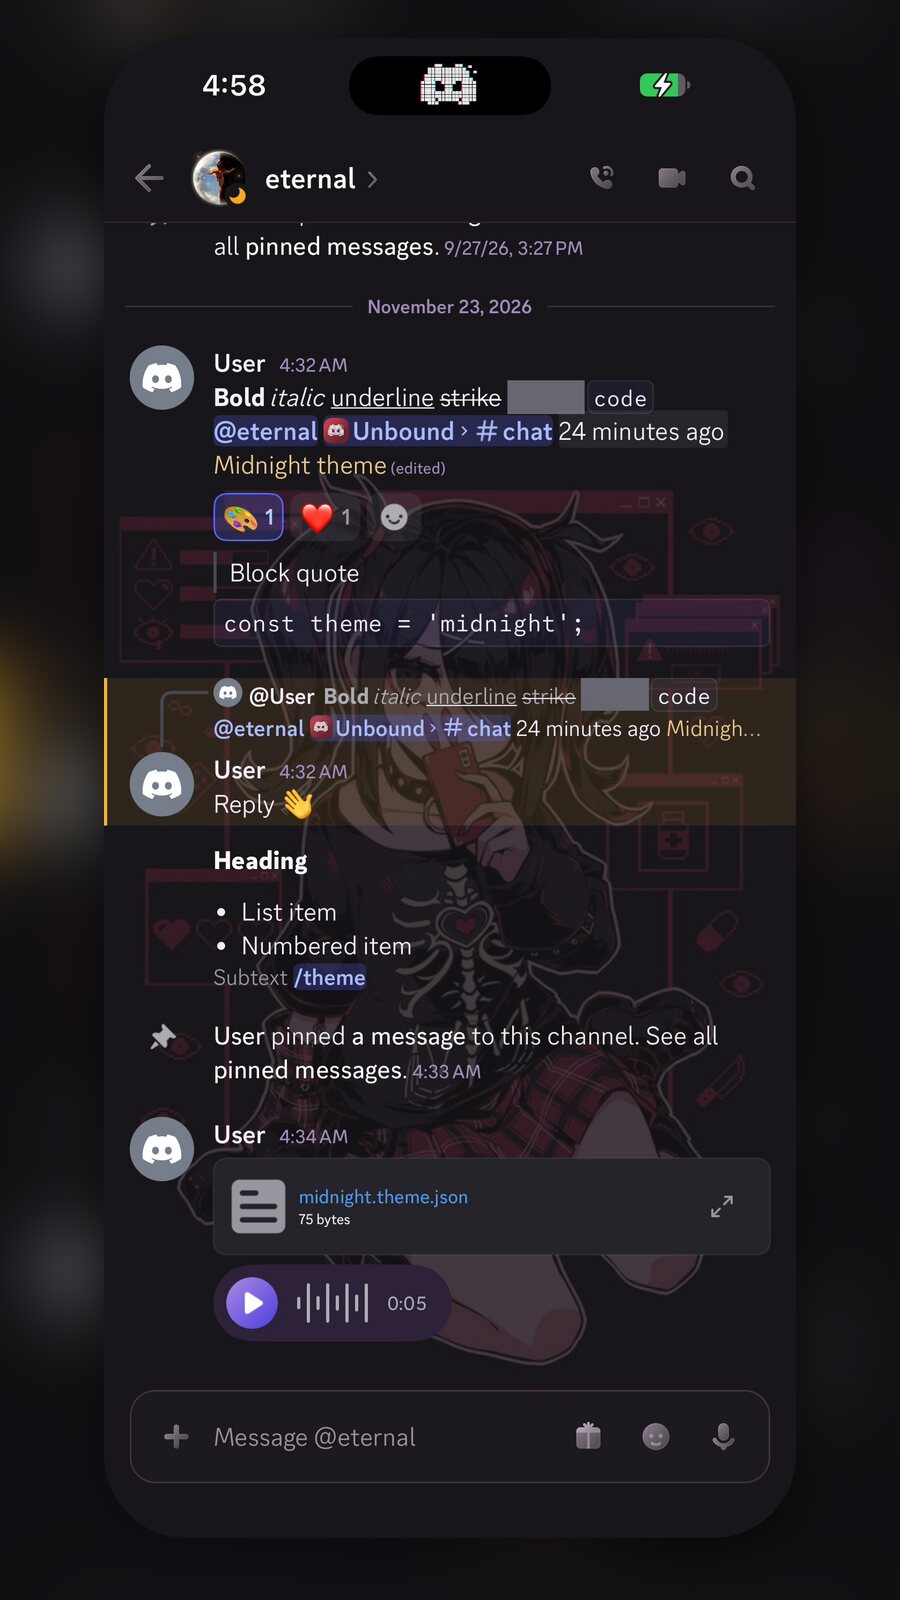 4:58
eternal
all pinned messages. 9/27/26, 3:27 PM
November 23, 2026
User 4:32 AM
Bold italic underline strike code
@eternal Unbound › # chat 24 minutes ago
Midnight theme (edited)
1 1
Block quote
const theme = 'midnight';
@User Bold italic underline strike code
@eternal Unbound › # chat 24 minutes ago Midnigh...
User 4:32 AM
Reply
Heading
• List item
• Numbered item
Subtext /theme
User pinned a message to this channel. See all
pinned messages. 4:33 AM
User 4:34 AM
midnight.theme.json
75 bytes
0:05
Message @eternal